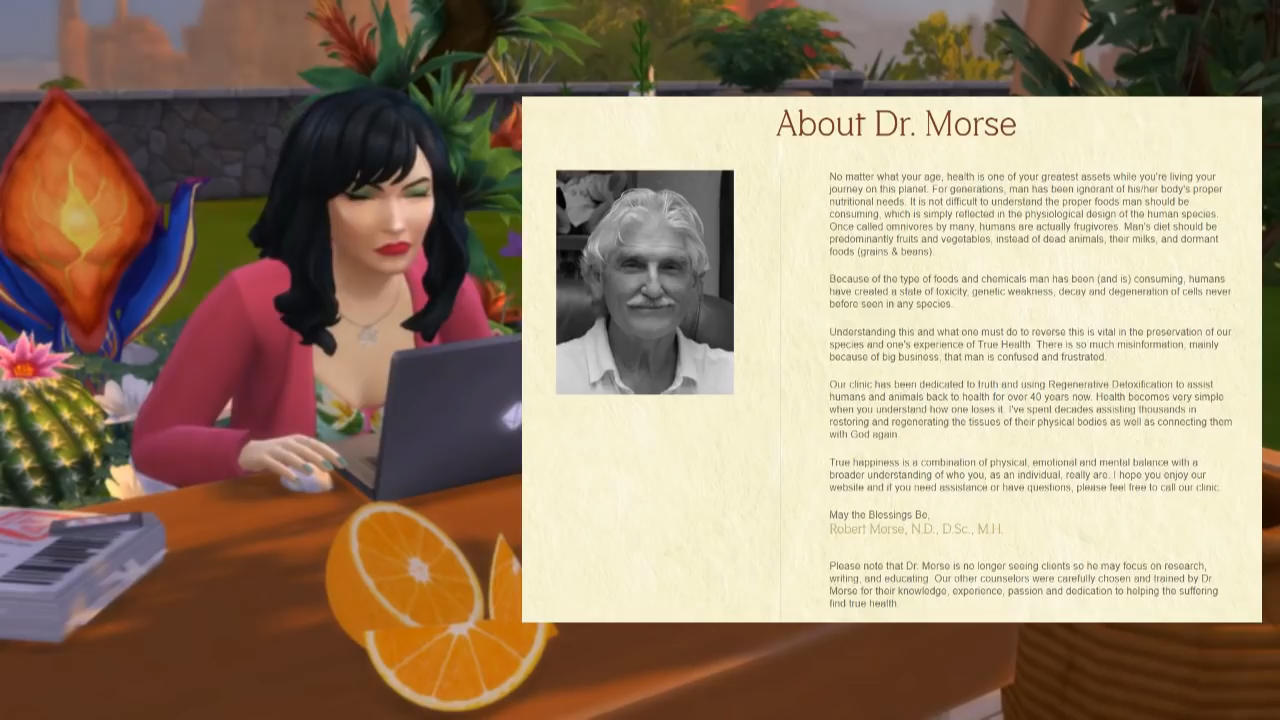 About Dr. Morse
No matter what your age, health is one of your greatest assets while you're living your
journey on this planet. For generations, man has been ignorant of his/her body's proper
nutritional needs. It is not difficult to understand the proper foods man should be
consuming, which is simply reflected in the physiological design of the human species.
Once called omnivores by many, humans are actually frugivores. Man's diet should be
predominantly fruits and vegetables, instead of dead animals, their milks, and dormant
foods (grains & beans).
Because of the type of foods and chemicals man has been (and is) consuming, humans
have created a state of toxicity, genetic weakness, decay and degeneration of cells never
before seen in any species.
Understanding this and what one must do to reverse this is vital in the preservation of our
species and one's experience of True Health. There is so much misinformation, mainly
because of big business, that man is confused and frustrated.
Our clinic has been dedicated to truth and using Regenerative Detoxification to assist
humans and animals back to health for over 40 years now. Health becomes very simple
when you understand how one loses it. I've spent decades assisting thousands in
restoring and regenerating the tissues of their physical bodies as well as connecting them
with God again.
True happiness is a combination of physical, emotional and mental balance with a
broader understanding of who you, as an individual, really are. I hope you enjoy our
website and if you need assistance or have questions, please feel free to call our clinic.
May the Blessings Be,
Robert Morse, N.D., D.Sc., M.H.
Please note that Dr. Morse is no longer seeing clients so he may focus on research,
writing, and educating. Our other counselors were carefully chosen and trained by Dr.
Morse for their knowledge, experience, passion and dedication to helping the suffering
find true health.